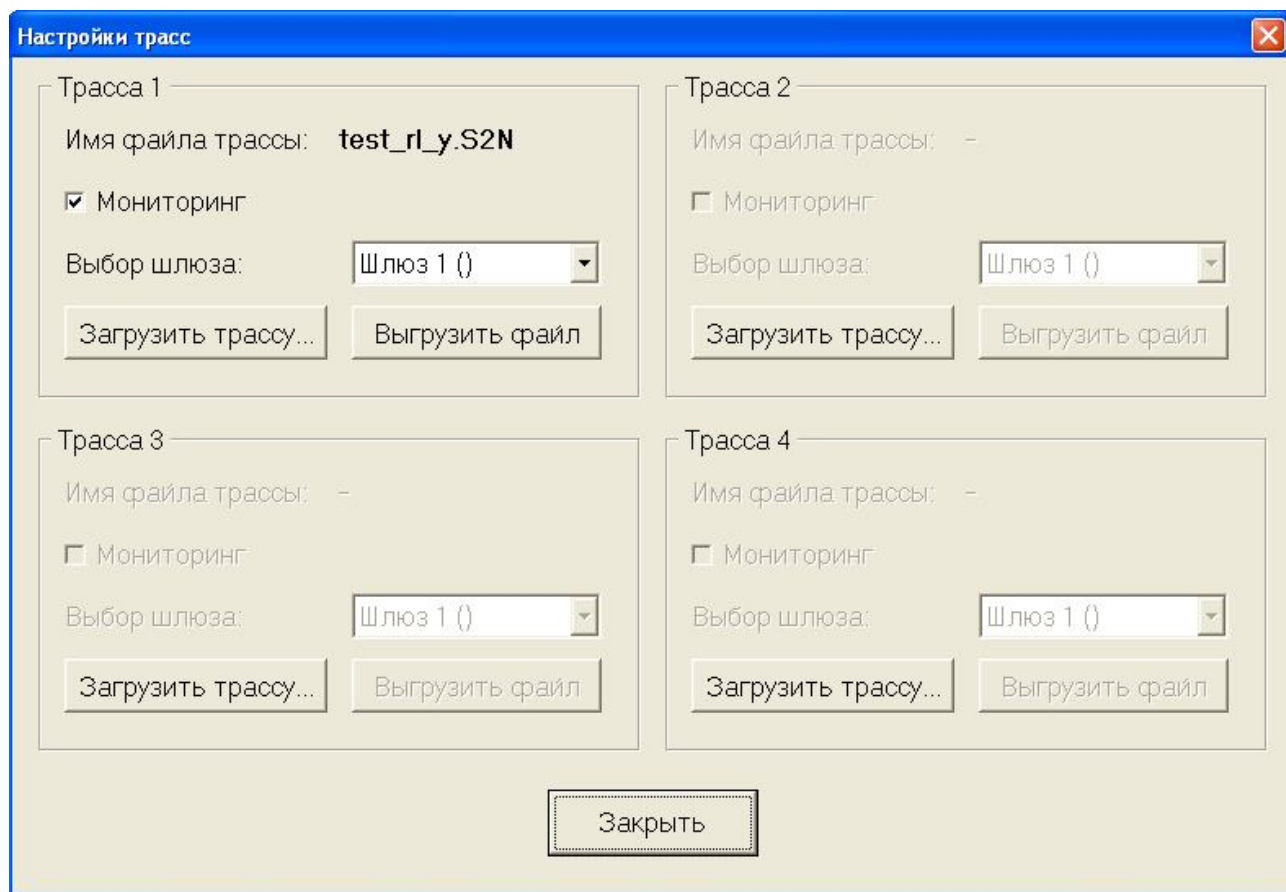 Настройки трасс
Трасса 1
Имя файла трассы: test_rl_y.S2N
Мониторинг
Выбор шлюза: Шлюз 1 ()
Загрузить трассу... Выгрузить файл
Трасса 2
Имя файла трассы: -
Мониторинг
Выбор шлюза: Шлюз 1 ()
Загрузить трассу... Выгрузить файл
Трасса 3
Имя файла трассы: -
Мониторинг
Выбор шлюза: Шлюз 1 ()
Загрузить трассу... Выгрузить файл
Трасса 4
Имя файла трассы: -
Мониторинг
Выбор шлюза: Шлюз 1 ()
Загрузить трассу... Выгрузить файл
Закрыть